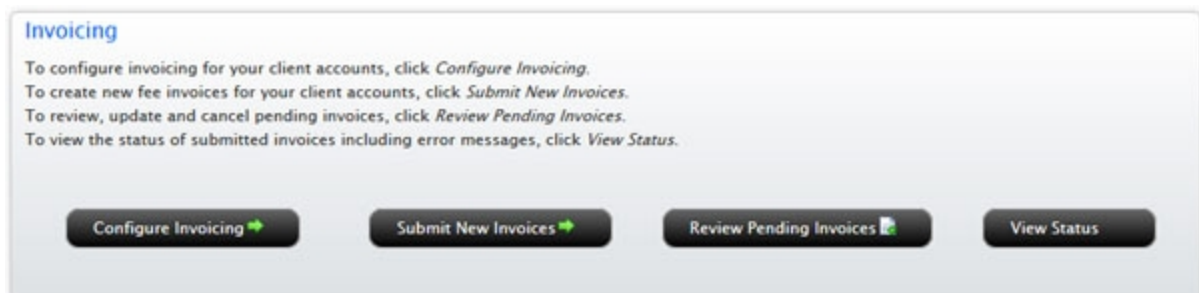 Invoicing
To configure invoicing for your client accounts, click Configure Invoicing.
To create new fee invoices for your client accounts, click Submit New Invoices.
To review, update and cancel pending invoices, click Review Pending Invoices.
To view the status of submitted invoices including error messages, click View Status.
Configure Invoicing
Submit New Invoices
Review Pending Invoices
View Status